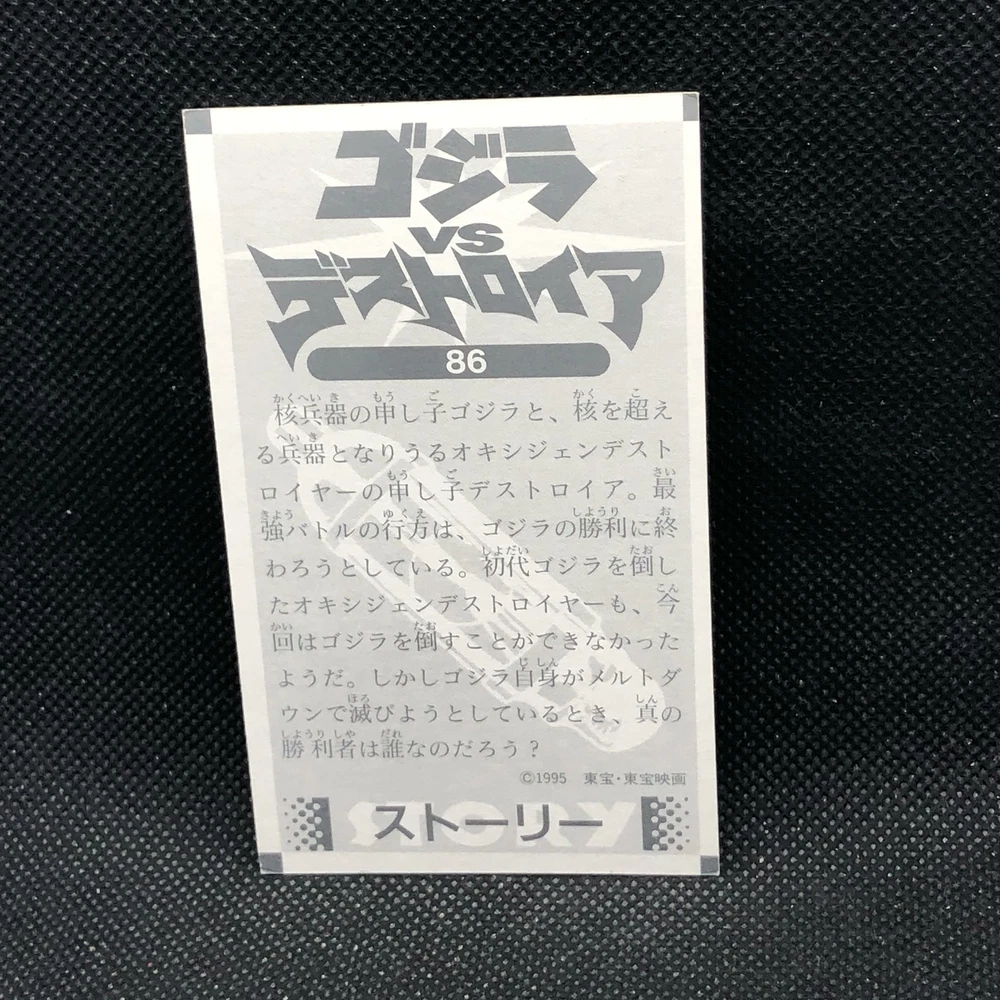 ゴジラ
VS
デストロイア
86
核兵器の申し子ゴジラと、核を超え
る兵器となりうるオキシジェンデスト
ロイヤーの申し子デストロイア。最
強バトルの行方は、ゴジラの勝利に終
わろうとしている。初代ゴジラを倒し
たオキシジェンデストロイヤーも、今
回はゴジラを倒すことができなかった
ようだ。しかしゴジラ自身がメルトダ
ウンで滅びようとしているとき、真の
勝利者は誰なのだろう？
©1995 東宝・東宝映画
ストーリー
STORY